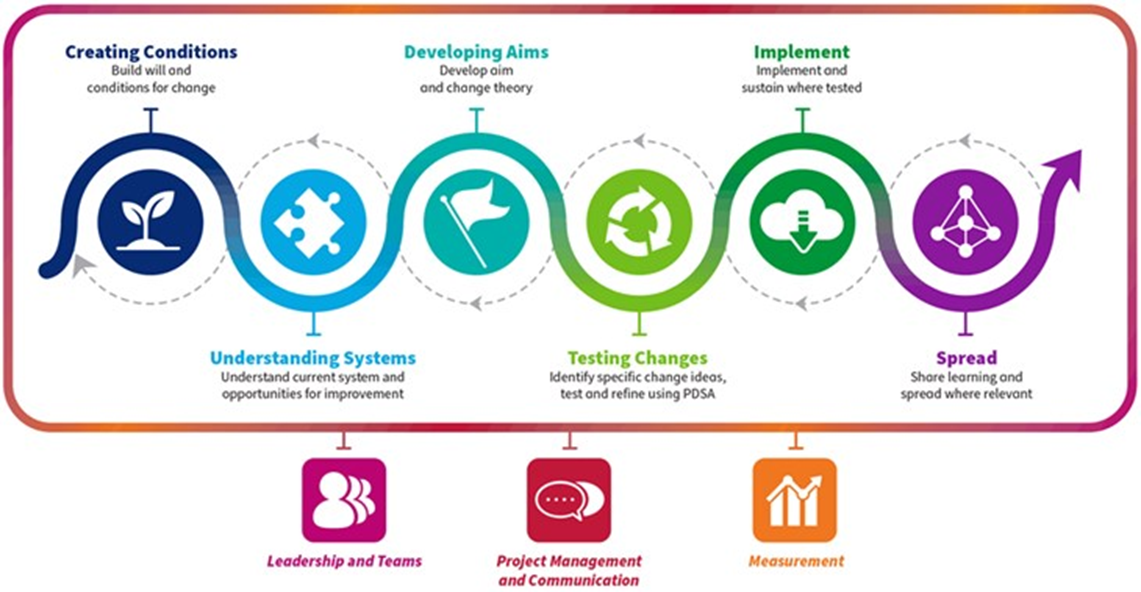 Creating Conditions
Build will and
conditions for change
Developing Aims
Develop aim
and change theory
Implement
Implement and
sustain where tested
Understanding Systems
Understand current system and
opportunities for improvement
Testing Changes
Identify specific change ideas,
test and refine using PDSA
Spread
Share learning and
spread where relevant
Leadership and Teams
Project Management
and Communication
Measurement